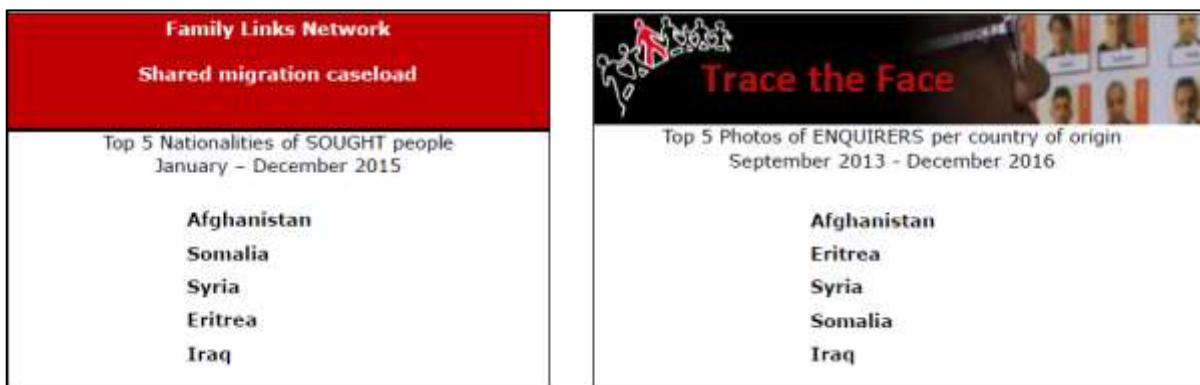 Family Links Network
Shared migration caseload
Top 5 Nationalities of SOUGHT people
January – December 2015
Afghanistan
Somalia
Syria
Eritrea
Iraq
Trace the Face
Top 5 Photos of ENQUIRERS per country of origin
September 2013 - December 2016
Afghanistan
Eritrea
Syria
Somalia
Iraq